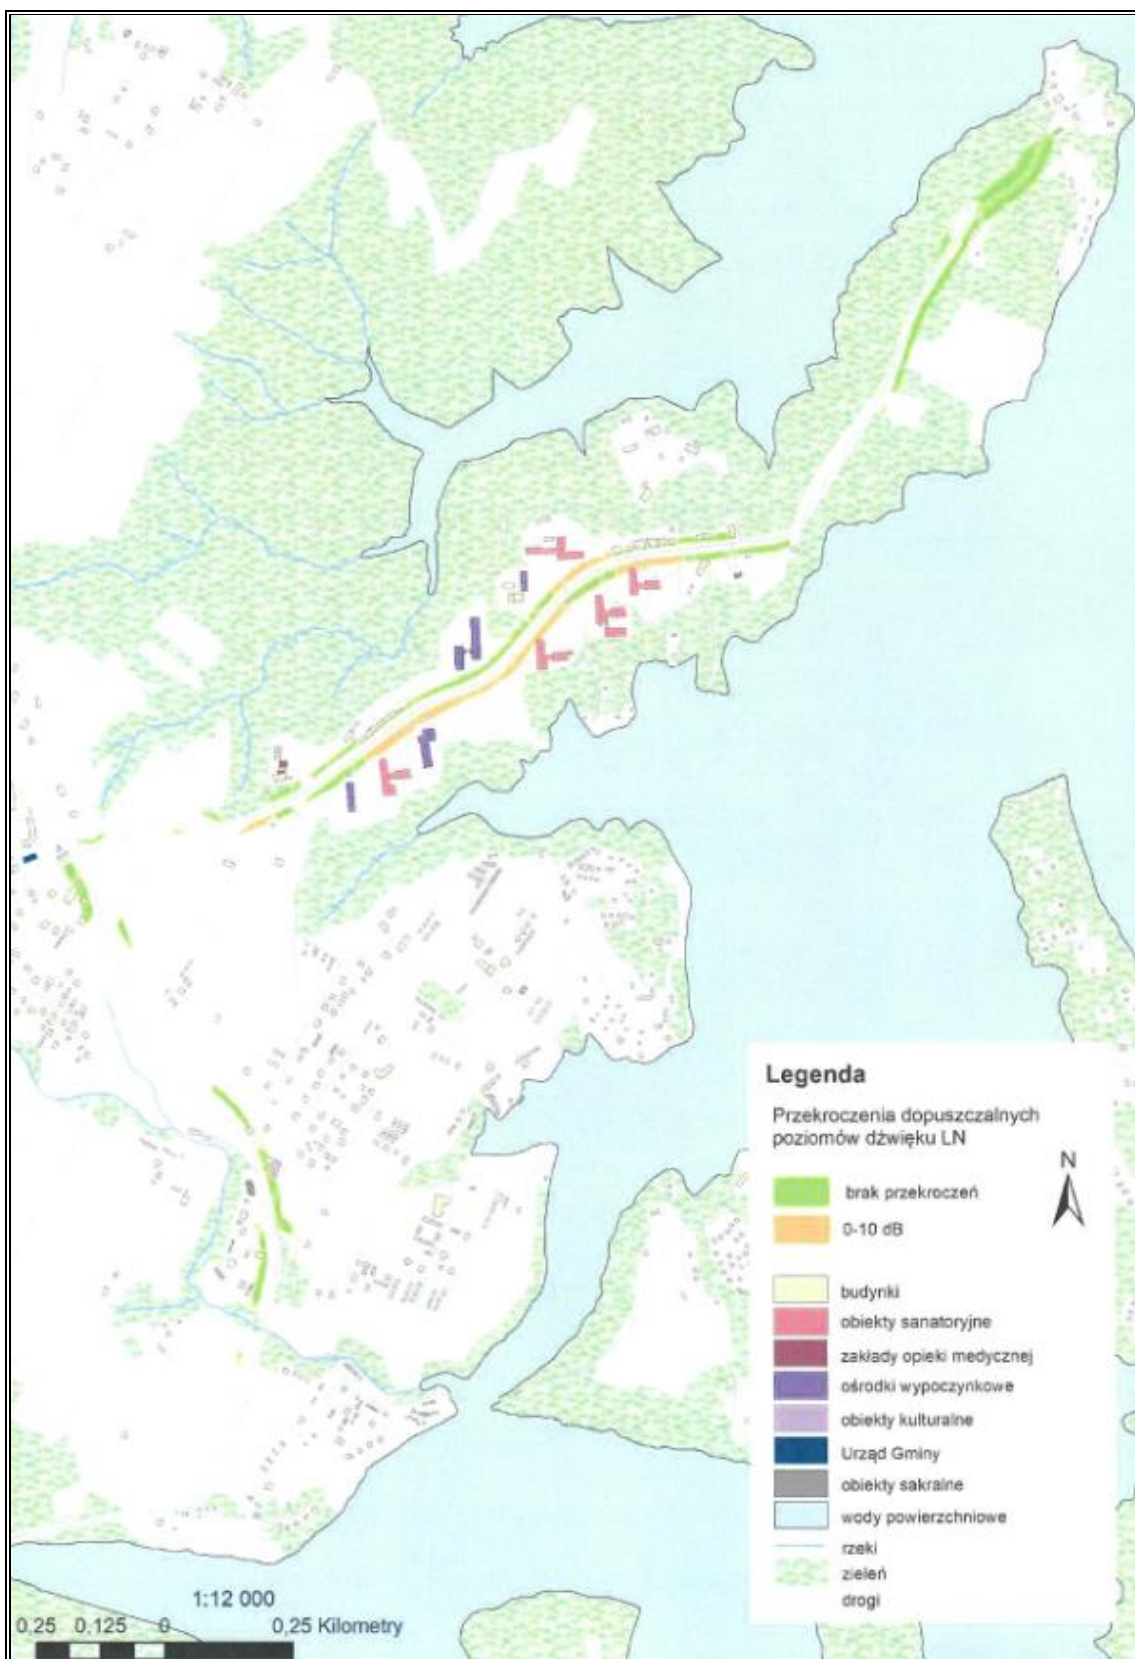 Legenda
Przekroczenia dopuszczalnych
poziomów dźwięku LN
N
brak przekroczeń
0-10 dB
budynki
obiekty sanatoryjne
zakłady opieki medycznej
ośrodki wypoczynkowe
obiekty kulturalne
Urząd Gminy
obiekty sakralne
wody powierzchniowe
rzeki
zieleń
drogi
1:12 000
0.25 0,125 0 0,25 Kilometry